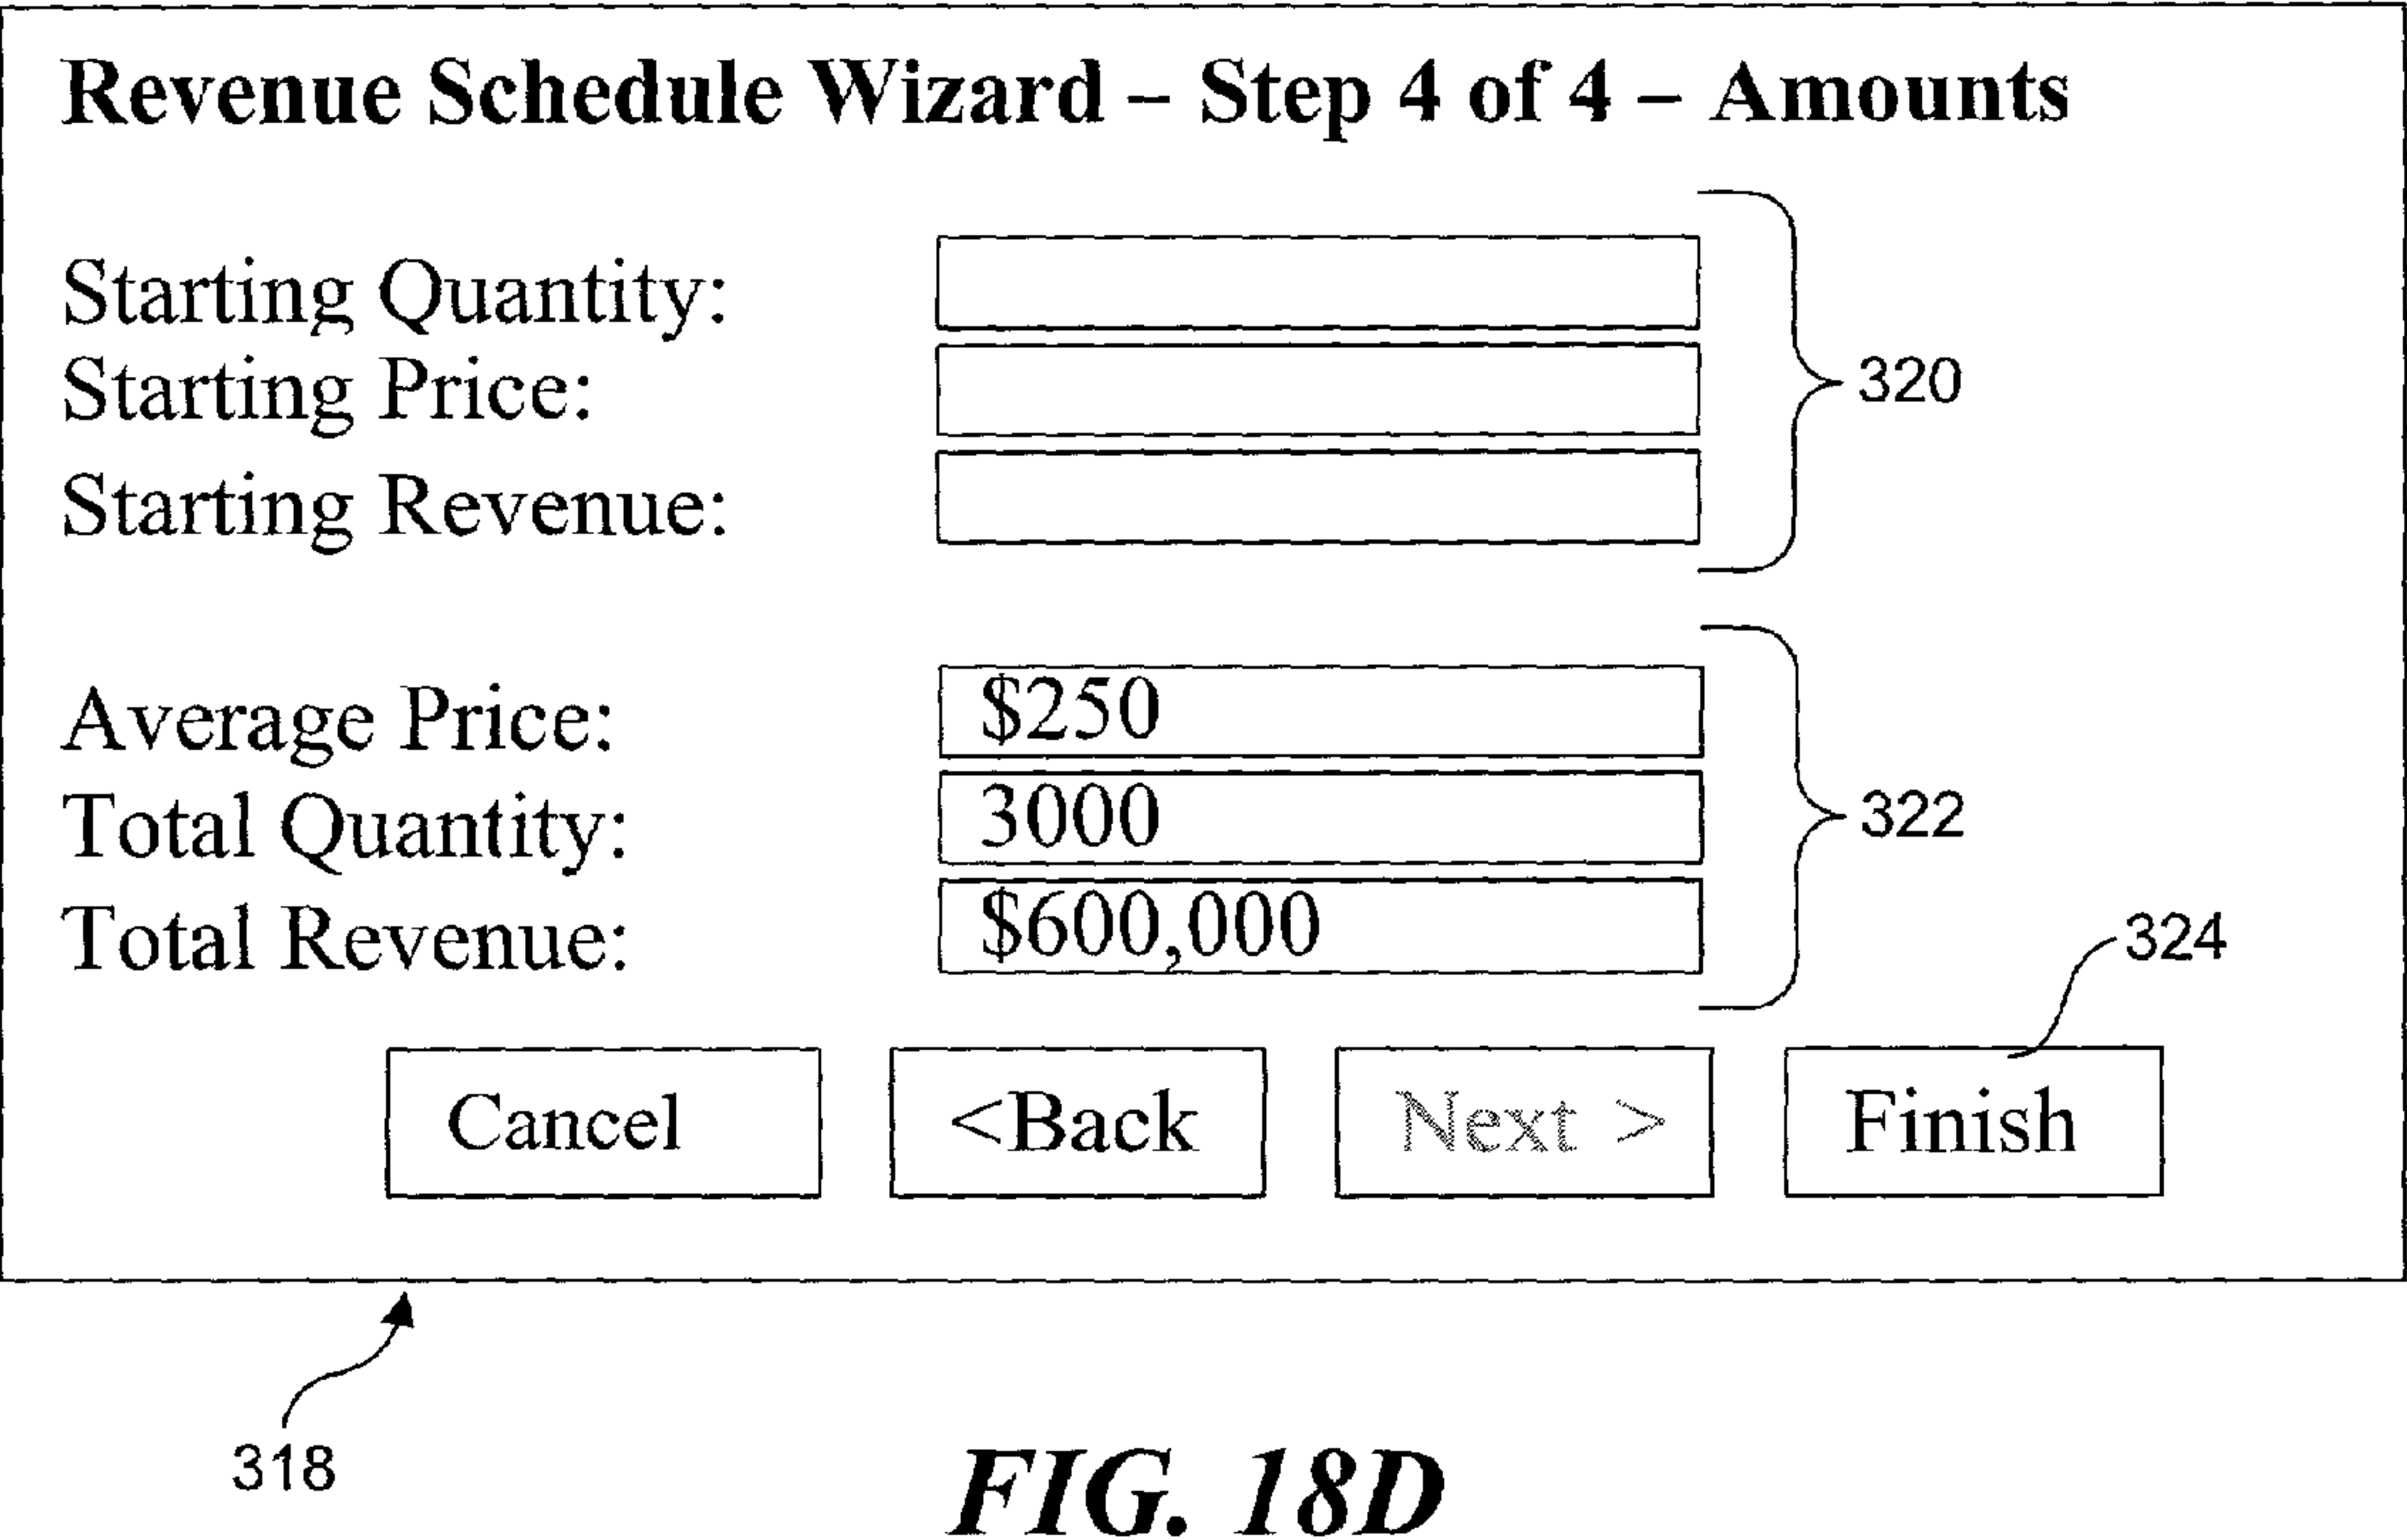 Revenue Schedule Wizard – Step 4 of 4 – Amounts
Starting Quantity:
Starting Price:
320
Starting Revenue:
Average Price: $250
Total Quantity: 3000
322
Total Revenue: $600,000
324
Cancel <Back Next > Finish
318
FIG. 18D